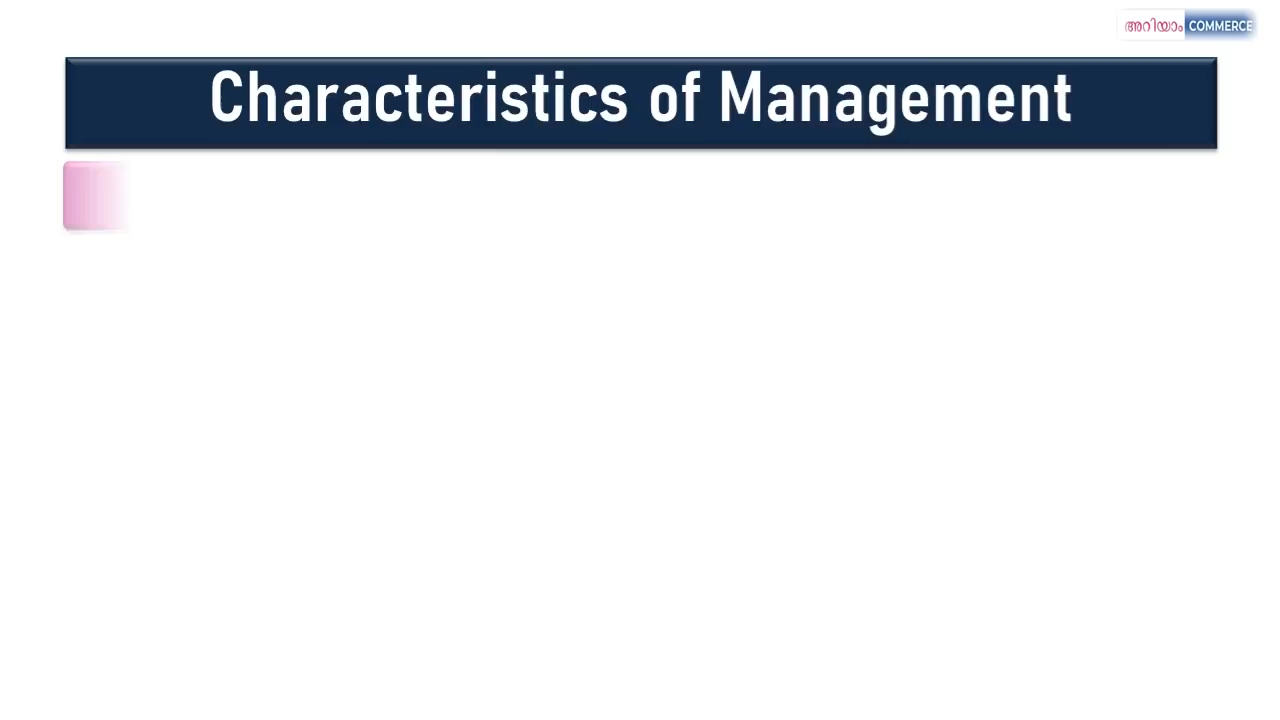 അറിയാം COMMERCE
Characteristics of Management